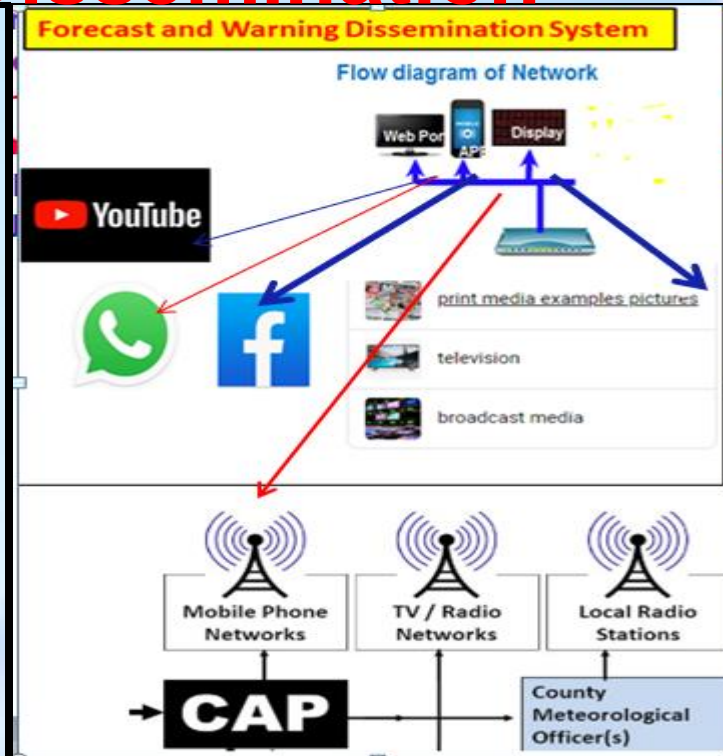 Forecast and Warning Dissemination System
Flow diagram of Network
Web Por
APP
Display
YouTube
print media examples pictures
television
broadcast media
Mobile Phone
Networks
TV / Radio
Networks
Local Radio
Stations
CAP
County
Meteorological
Officer(s)